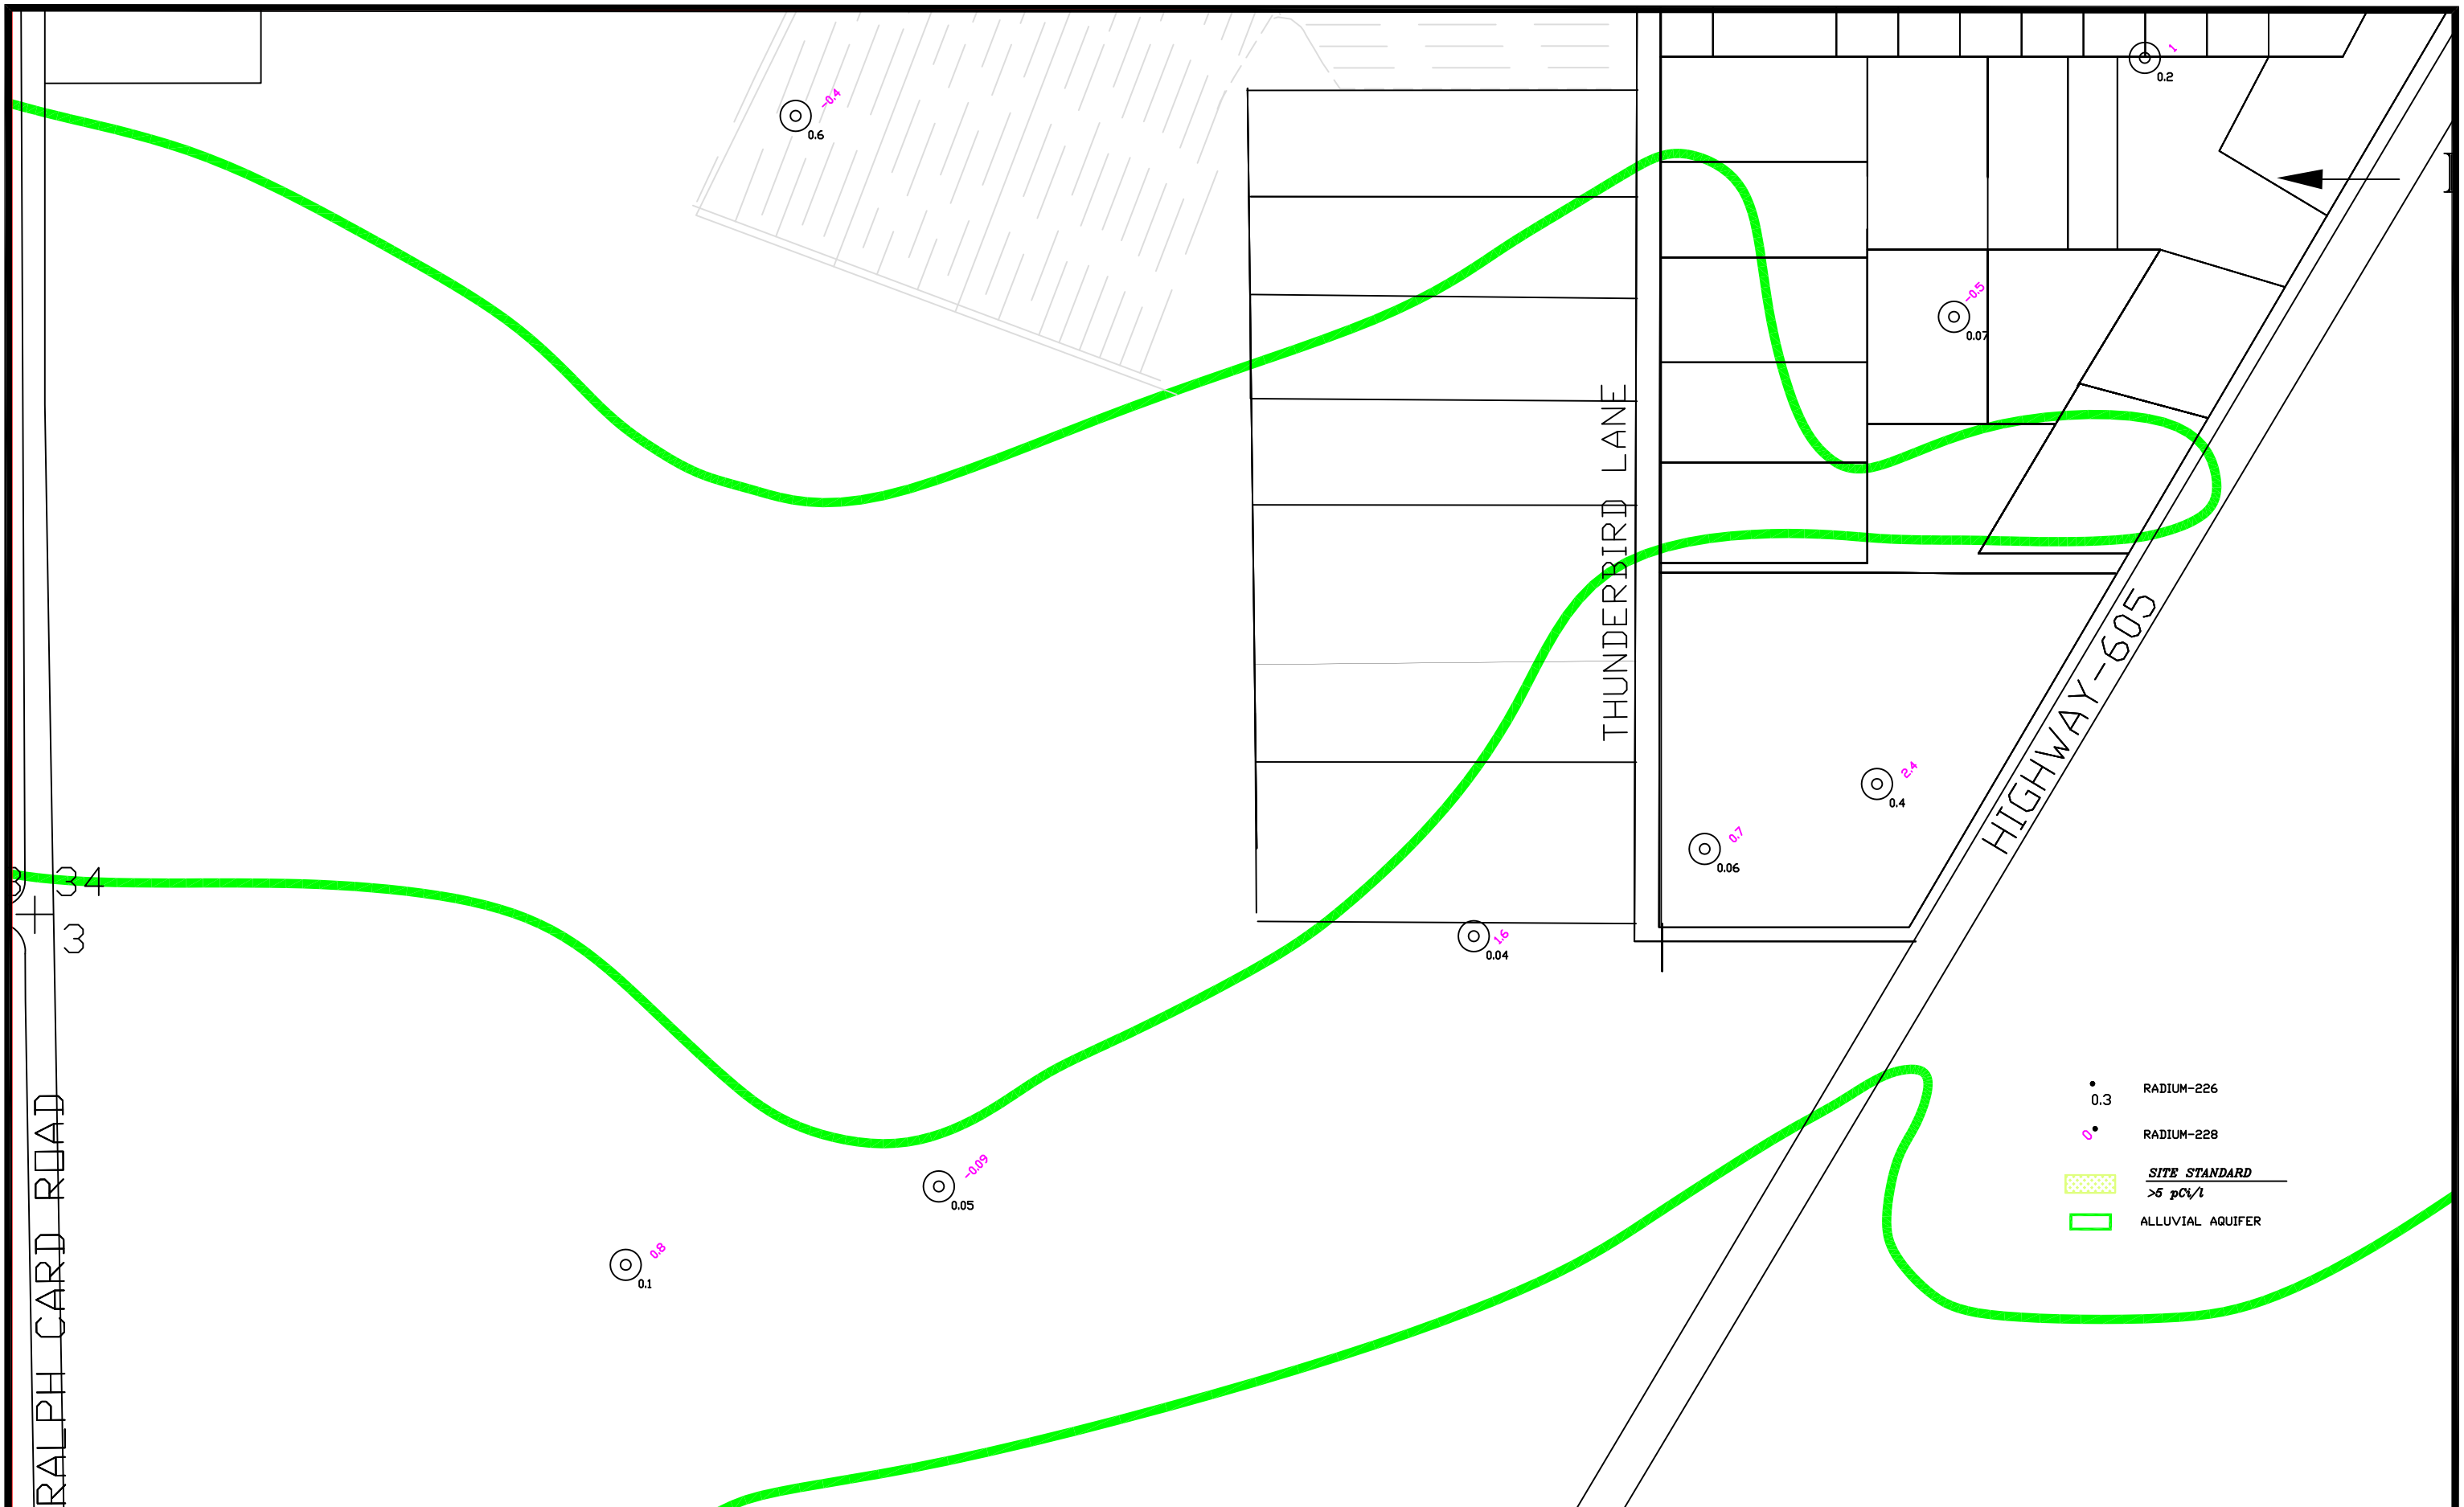 1
0.2
-0.4
0.6
-0.5
0.07
THUNDERBIRD LANE
HIGHWAY-605
2.4
0.4
0.7
0.06
34
3
1.6
0.04
RADIUM-226
0.3
0
RADIUM-228
SITE STANDARD
>5 pCi/l
ALLUVIAL AQUIFER
-0.09
0.05
0.8
0.1
RALPH CARD ROAD